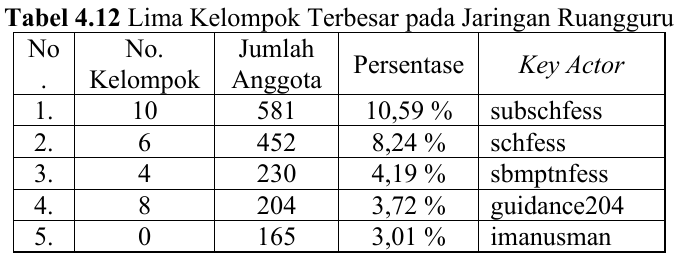 Tabel 4.12 Lima Kelompok Terbesar pada Jaringan Ruangguru
No. No. Kelompok Jumlah Anggota Persentase Key Actor
1. 10 581 10,59 % subschfess
2. 6 452 8,24 % schfess
3. 4 230 4,19 % sbmptnfess
4. 8 204 3,72 % guidance204
5. 0 165 3,01 % imanusman